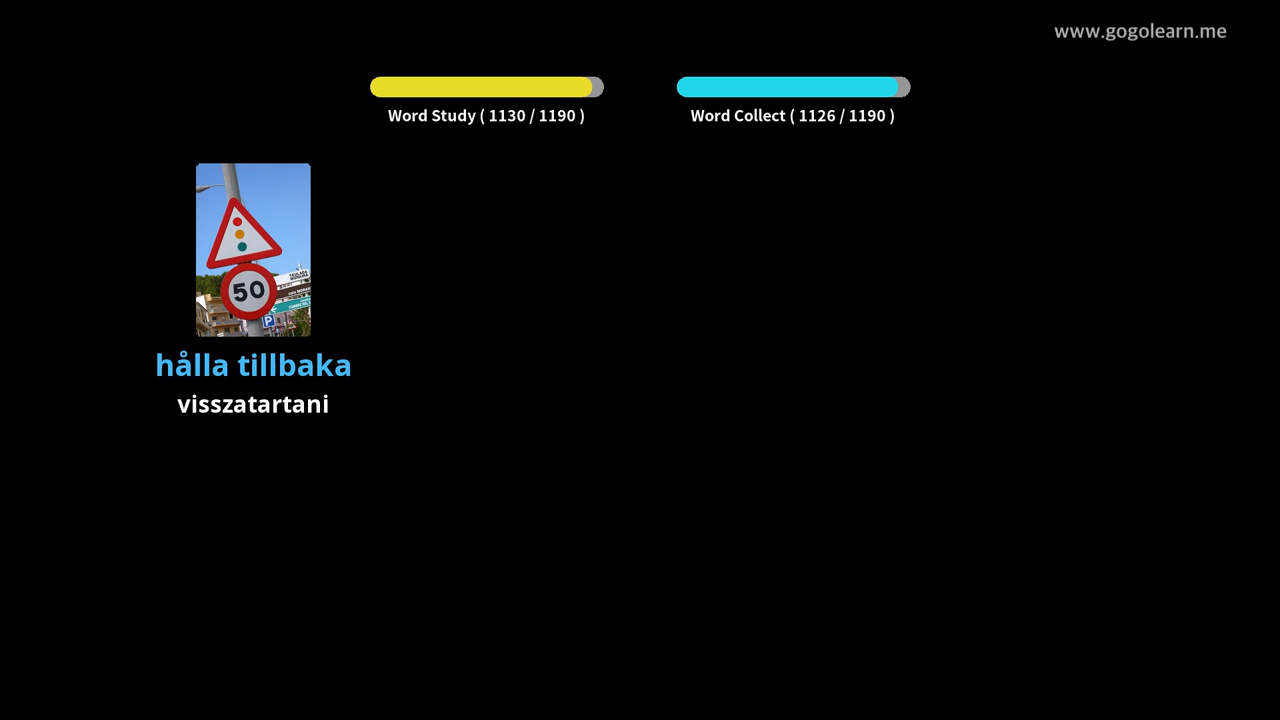 www.gogolearn.me
Word Study ( 1130 / 1190 )
Word Collect ( 1126 / 1190 )
50
P
hålla tillbaka
visszatartani